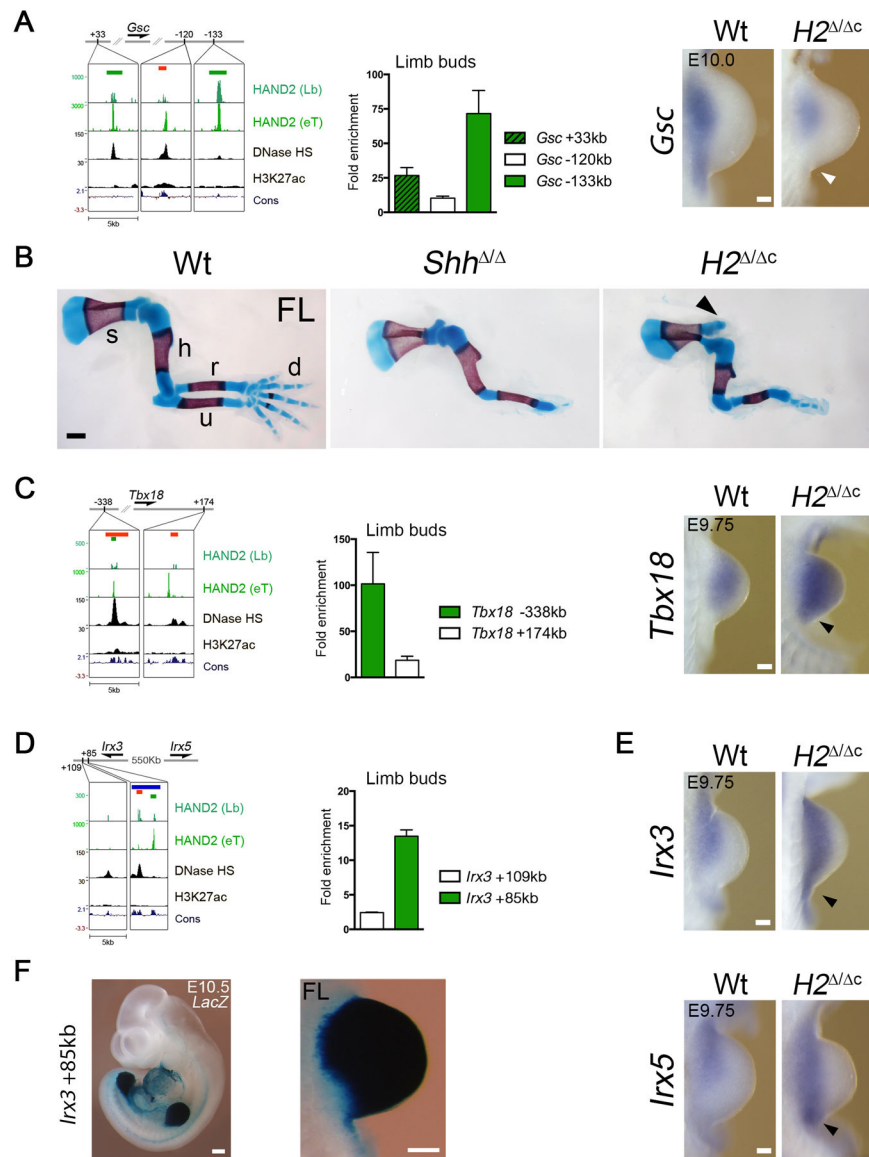 A
Gsc
+33
-120
-133
1000
HAND2 (Lb)
3000
HAND2 (eT)
150
DNase HS
30
H3K27ac
2.1
Cons
-3.3
5kb
Limb buds
Fold enrichment
100
75
50
25
0
Gsc +33kb
Gsc -120kb
Gsc -133kb
Wt
H2Δ/Δc
Gsc
E10.0
B
Wt
ShhΔ/Δ
H2Δ/Δc
FL
s
h
r
d
u
C
Tbx18
-338
+174
500
HAND2 (Lb)
1000
HAND2 (eT)
150
DNase HS
30
H3K27ac
2.1
Cons
-3.3
5kb
Limb buds
Fold enrichment
150
100
50
0
Tbx18 -338kb
Tbx18 +174kb
Wt
H2Δ/Δc
Tbx18
E9.75
D
Irx3
Irx5
+85
550Kb
+109
300
HAND2 (Lb)
1000
HAND2 (eT)
150
DNase HS
30
H3K27ac
2.1
Cons
-3.3
5kb
Limb buds
Fold enrichment
20
15
10
5
0
Irx3 +109kb
Irx3 +85kb
E
Wt
H2Δ/Δc
Irx3
E9.75
F
Irx3 +85kb
E10.5
LacZ
FL
Wt
H2Δ/Δc
Irx5
E9.75